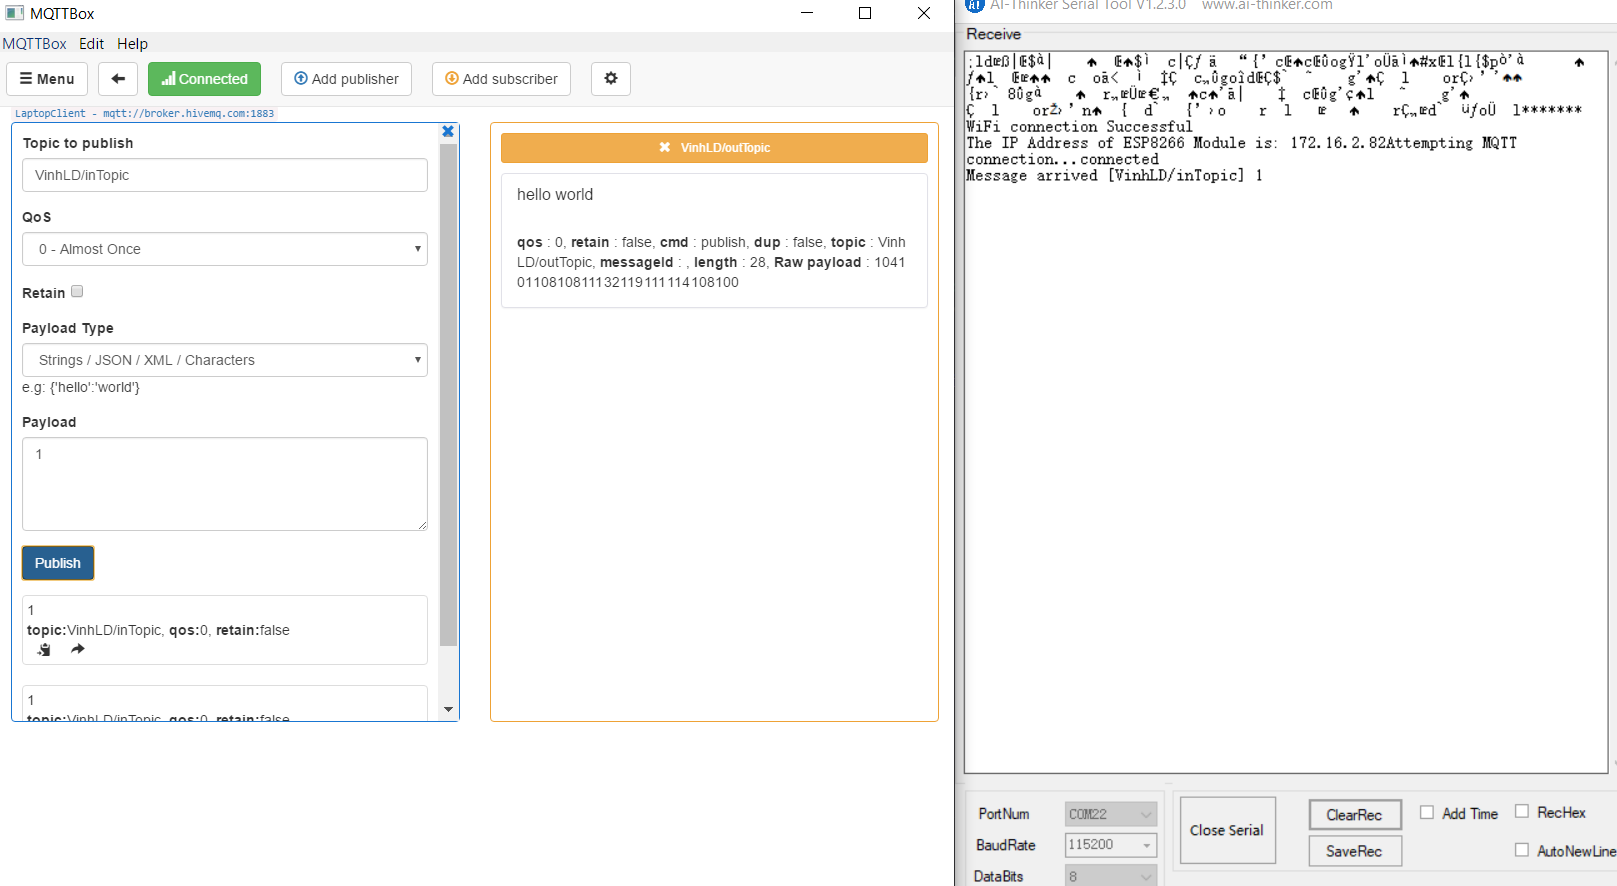 MQTTBox
MQTTBox Edit Help
Menu
Connected
Add publisher
Add subscriber
LaptopClient - mqtt://broker.hivemq.com:1883
Topic to publish
VinhLD/inTopic
QoS
0 - Almost Once
Retain
Payload Type
Strings / JSON / XML / Characters
e.g: {'hello':'world'}
Payload
1
Publish
1
topic:VinhLD/inTopic, qos:0, retain:false
1
topic:VinhLD/inTopic, qos:0, retain:false
VinhLD/outTopic
hello world
qos : 0, retain : false, cmd : publish, dup : false, topic : Vinh
LD/outTopic, messageId : , length : 28, Raw payload : 1041
0110810811132119111114108100
AI-Thinker Serial Tool V1.2.3.0 www.ai-thinker.com
Receive
WiFi connection Successful
The IP Address of ESP8266 Module is: 172.16.2.82Attempting MQTT
connection...connected
Message arrived [VinhLD/inTopic] 1
PortNum COM22
BaudRate 115200
DataBits 8
Close Serial
ClearRec
SaveRec
Add Time
RecHex
AutoNewLine